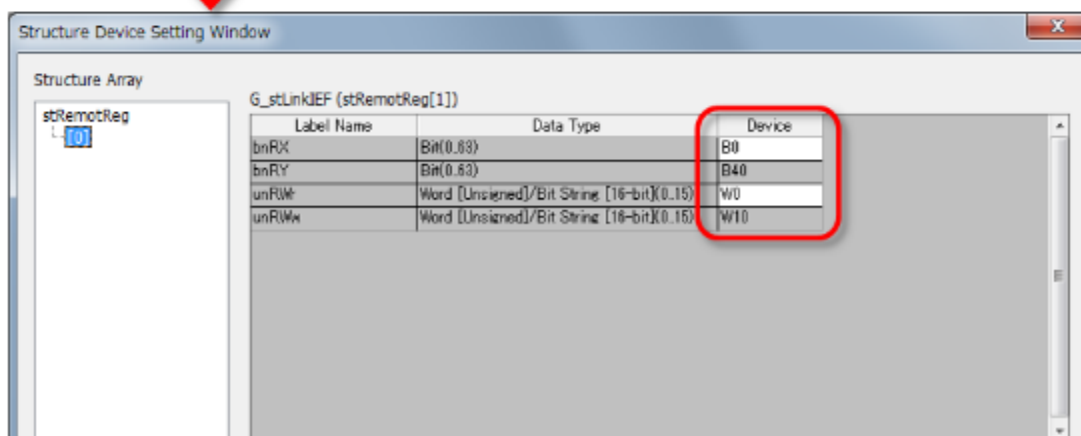 Structure Device Setting Window
Structure Array
stRemotReg
[0]
G_stLinkIEF (stRemotReg[1])
Label Name Data Type Device
bnRX Bit(0..63) B0
bnRY Bit(0..63) B40
unRWr Word [Unsigned]/Bit String [16-bit](0..15) W0
unRWw Word [Unsigned]/Bit String [16-bit](0..15) W10